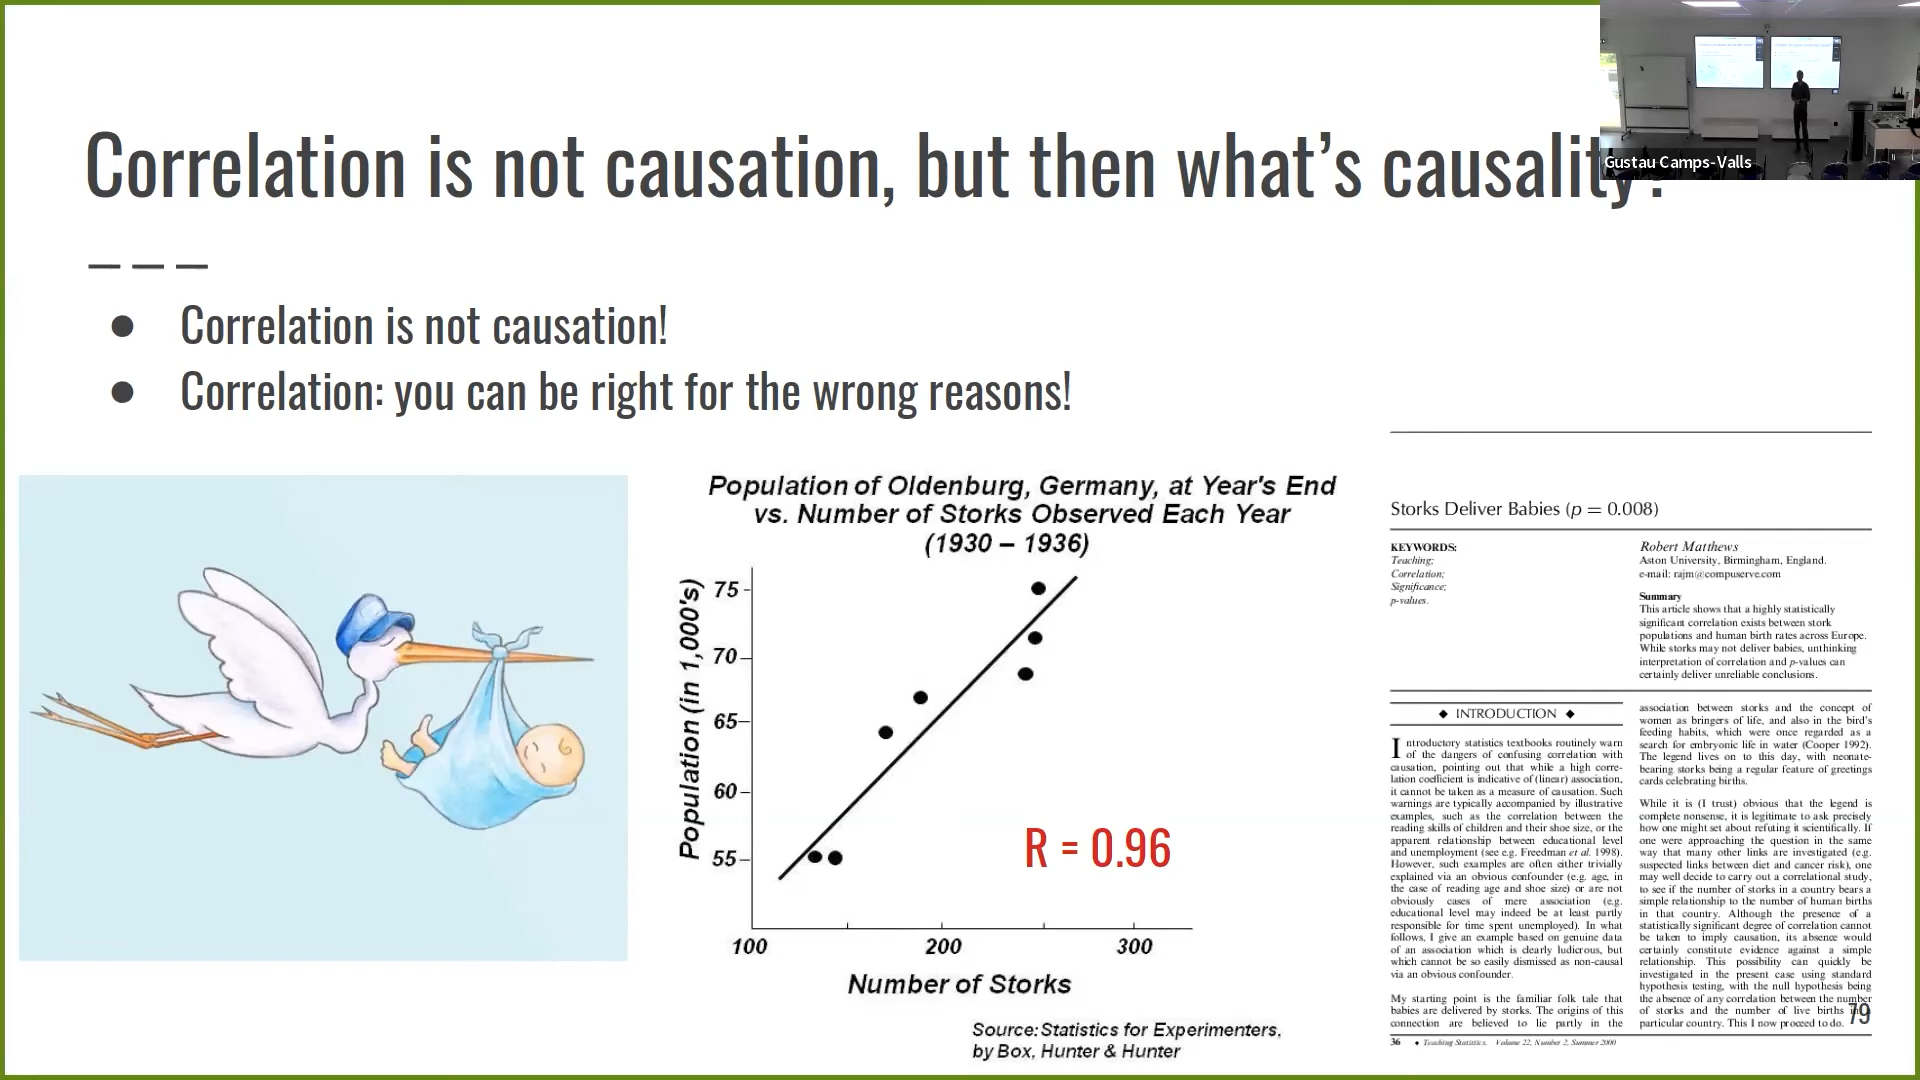 Correlation is not causation, but then what's causality?
Gustau Camps-Valls
● Correlation is not causation!
● Correlation: you can be right for the wrong reasons!
Population of Oldenburg, Germany, at Year's End
vs. Number of Storks Observed Each Year
(1930 – 1936)
Population (in 1,000's)
75
70
65
60
55
R = 0.96
100
200
300
Number of Storks
Source: Statistics for Experimenters,
by Box, Hunter & Hunter
Storks Deliver Babies (p = 0.008)
KEYWORDS:
Teaching;
Correlation;
Significance;
p-values.
Robert Matthews
Aston University, Birmingham, England.
e-mail: rajm@compuserve.com
Summary
This article shows that a highly statistically
significant correlation exists between stork
populations and human birth rates across Europe.
While storks may not deliver babies, unthinking
interpretation of correlation and p-values can
certainly deliver unreliable conclusions.
◆ INTRODUCTION ◆
Introductory statistics textbooks routinely warn
of the dangers of confusing correlation with
causation, pointing out that while a high corre-
lation coefficient is indicative of (linear) association,
it cannot be taken as a measure of causation. Such
warnings are typically accompanied by illustrative
examples, such as the correlation between the
reading skills of children and their shoe size, or the
apparent relationship between educational level
and unemployment (see e.g. Freedman et al. 1998).
However, such examples are often either trivially
explained via an obvious confounder (e.g. age, in
the case of reading age and shoe size) or are not
obviously cases of mere association (e.g.
educational level may indeed be at least partly
responsible for time spent unemployed). In what
follows, I give an example based on genuine data
of an association which is clearly ludicrous, but
which cannot be so easily dismissed as non-causal
via an obvious confounder.
My starting point is the familiar folk tale that
babies are delivered by storks. The origins of this
connection are believed to lie partly in the
association between storks and the concept of
women as bringers of life, and also in the bird's
feeding habits, which were once regarded as a
search for embryonic life in water (Cooper 1992).
The legend lives on to this day, with neonate-
bearing storks being a regular feature of greetings
cards celebrating births.
While it is (I trust) obvious that the legend is
complete nonsense, it is legitimate to ask precisely
how one might set about refuting it scientifically. If
one were approaching the question in the same
way that many other links are investigated (e.g.
suspected links between diet and cancer risk), one
may well decide to carry out a correlational study,
to see if the number of storks in a country bears a
simple relationship to the number of human births
in that country. Although the presence of a
statistically significant degree of correlation cannot
be taken to imply causation, its absence would
certainly constitute evidence against a simple
relationship. This possibility can quickly be
investigated in the present case using standard
hypothesis testing, with the null hypothesis being
the absence of any correlation between the number
of storks and the number of live births in a
particular country. This I now proceed to do.
79
36 ◆ Teaching Statistics. Volume 22, Number 2, Summer 2000